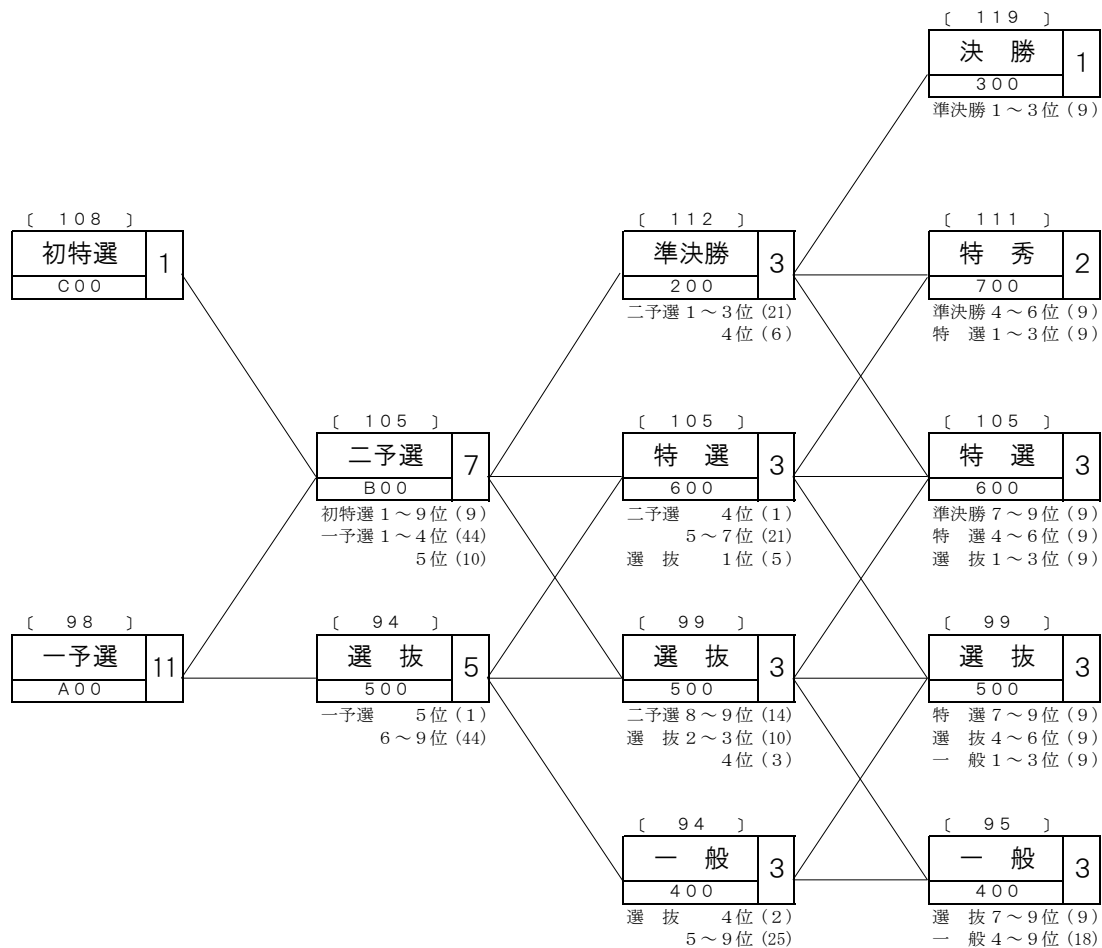 〔 119 〕
決 勝 1
300
準決勝1～3位(9)
〔 108 〕
初特選 1
C00
〔 112 〕
準決勝 3
200
二予選1～3位(21)
4位(6)
〔 111 〕
特 秀 2
700
準決勝4～6位(9)
特 選1～3位(9)
〔 105 〕
二予選 7
B00
初特選1～9位(9)
一予選1～4位(44)
5位(10)
〔 105 〕
特 選 3
600
二予選 4位(1)
5～7位(21)
選 抜 1位(5)
〔 105 〕
特 選 3
600
準決勝7～9位(9)
特 選4～6位(9)
選 抜1～3位(9)
〔 98 〕
一予選 11
A00
〔 94 〕
選 抜 5
500
一予選 5位(1)
6～9位(44)
〔 99 〕
選 抜 3
500
二予選8～9位(14)
選 抜2～3位(10)
4位(3)
〔 99 〕
選 抜 3
500
特 選7～9位(9)
選 抜4～6位(9)
一 般1～3位(9)
〔 94 〕
一 般 3
400
選 抜 4位(2)
5～9位(25)
〔 95 〕
一 般 3
400
選 抜7～9位(9)
一 般4～9位(18)